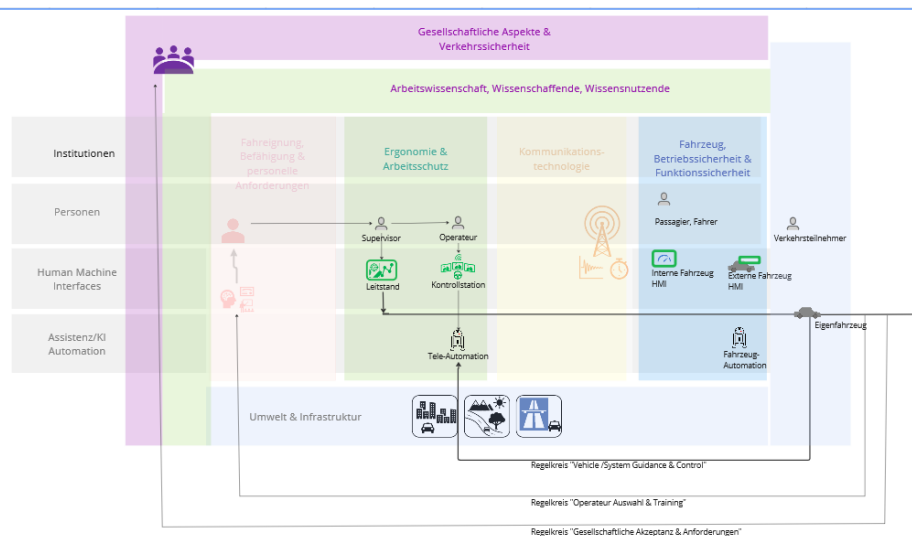 Gesellschaftliche Aspekte &
Verkehrssicherheit
Arbeitswissenschaft, Wissenschaffende, Wissensnutzende
Institutionen
Fahreignung,
Befähigung &
personelle
Anforderungen
Ergonomie &
Arbeitsschutz
Kommunikations-
technologie
Fahrzeug,
Betriebssicherheit &
Funktionssicherheit
Personen
Supervisor
Operateur
Passagier, Fahrer
Verkehrsteilnehmer
Human Machine
Interfaces
Leitstand
Kontrollstation
Interne Fahrzeug
HMI
Externe Fahrzeug
HMI
Eigenfahrzeug
Assistenz/KI
Automation
Tele-Automation
Fahrzeug-
Automation
Umwelt & Infrastruktur
Regelkreis "Vehicle /System Guidance & Control"
Regelkreis "Operateur Auswahl & Training"
Regelkreis "Gesellschaftliche Akzeptanz & Anforderungen"